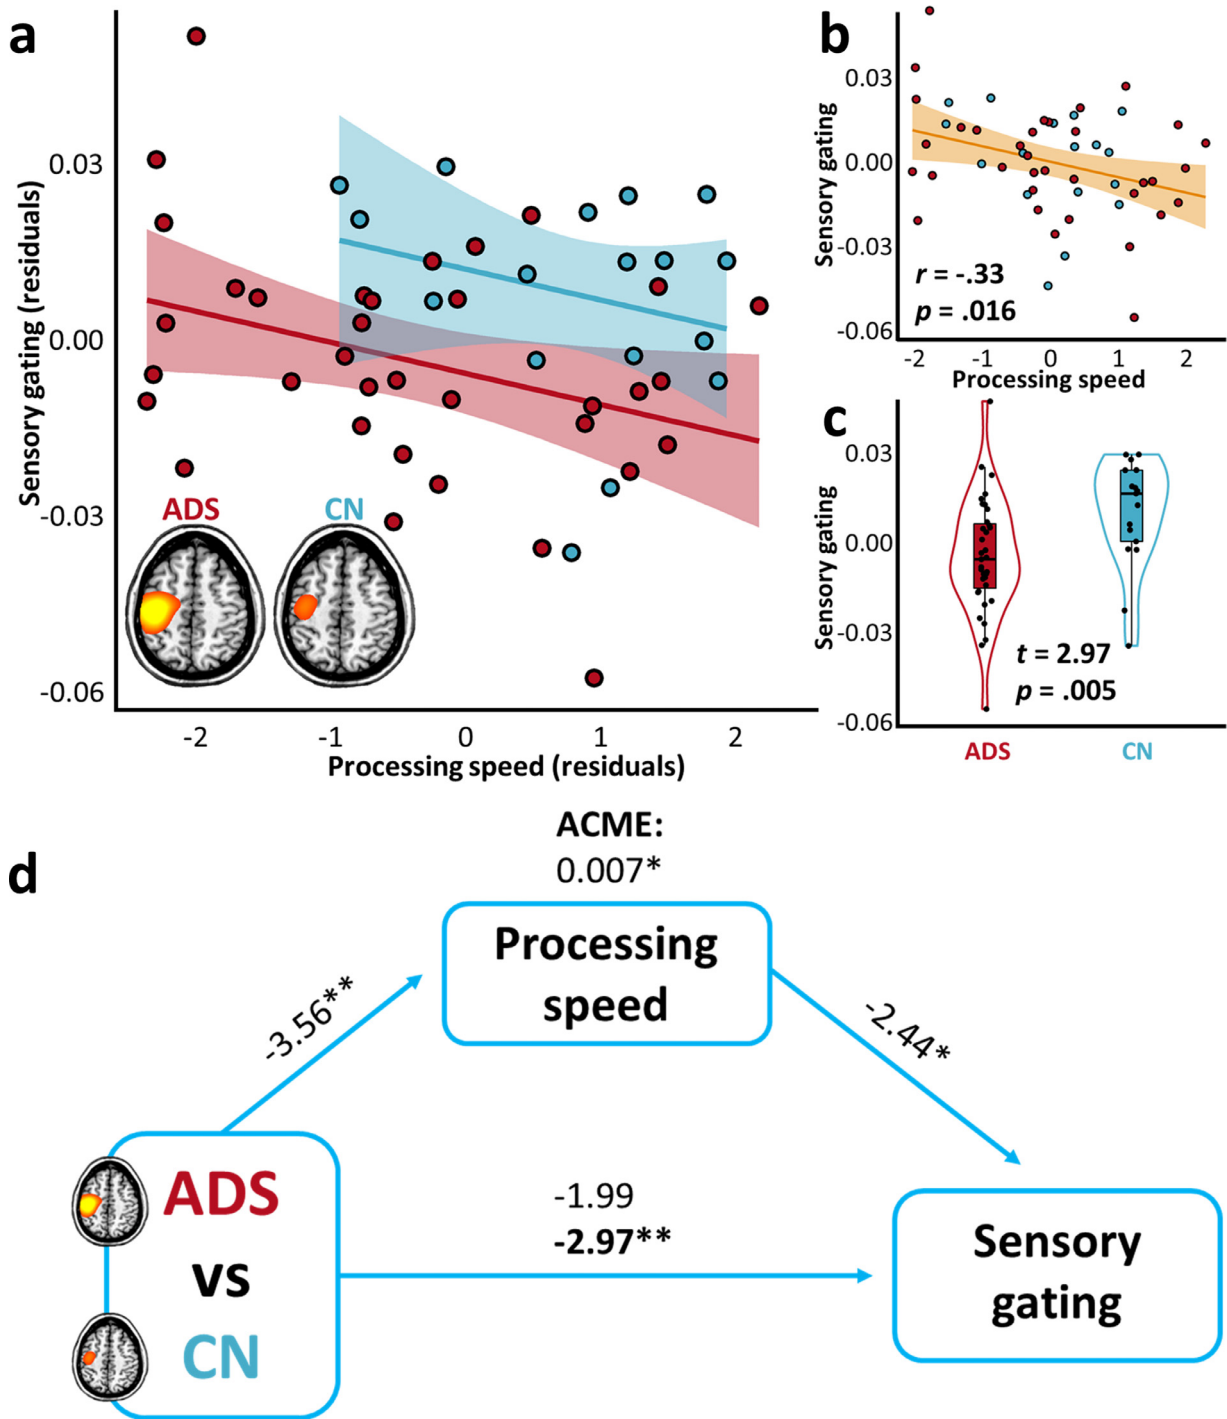 a
Sensory gating (residuals)
0.03
0.00
-0.03
-0.06
ADS
CN
-2
-1
0
1
2
Processing speed (residuals)
b
Sensory gating
0.03
0.00
-0.03
-0.06
r = -.33
p = .016
-2
-1
0
1
2
Processing speed
c
Sensory gating
0.03
0.00
-0.03
-0.06
t = 2.97
p = .005
ADS
CN
d
ACME:
0.007*
Processing
speed
-3.56**
-2.44*
ADS
vs
CN
-1.99
-2.97**
Sensory
gating